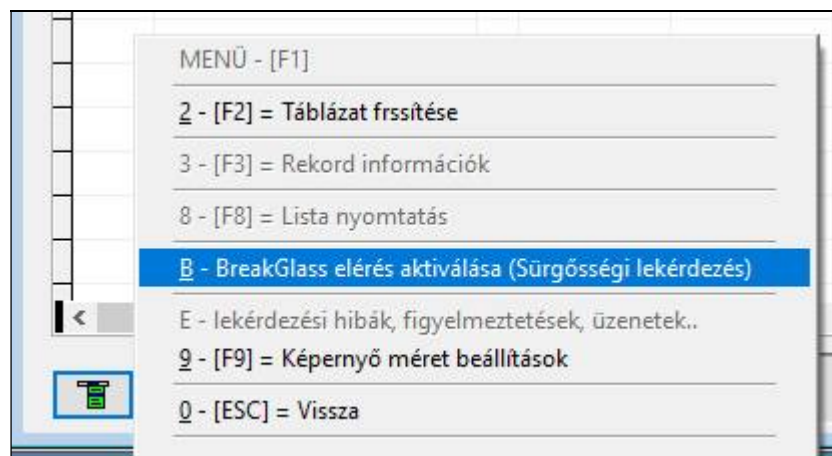 MENÜ - [F1]
2 - [F2] = Táblázat frssítése
3 - [F3] = Rekord információk
8 - [F8] = Lista nyomtatás
B - BreakGlass elérés aktiválása (Sürgősségi lekérdezés)
E - lekérdezési hibák, figyelmeztetések, üzenetek..
9 - [F9] = Képernyő méret beállítások
0 - [ESC] = Vissza